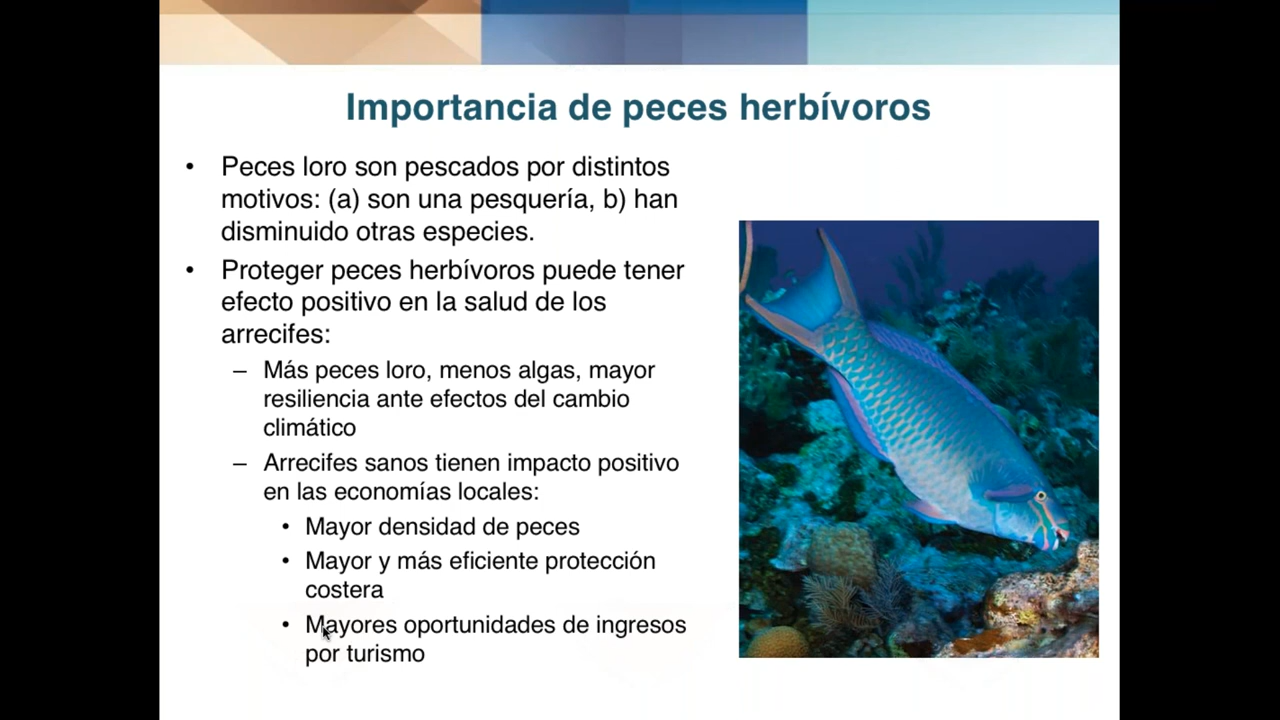 Importancia de peces herbívoros
• Peces loro son pescados por distintos
motivos: (a) son una pesquería, b) han
disminuido otras especies.
• Proteger peces herbívoros puede tener
efecto positivo en la salud de los
arrecifes:
– Más peces loro, menos algas, mayor
resiliencia ante efectos del cambio
climático
– Arrecifes sanos tienen impacto positivo
en las economías locales:
• Mayor densidad de peces
• Mayor y más eficiente protección
costera
• Mayores oportunidades de ingresos
por turismo